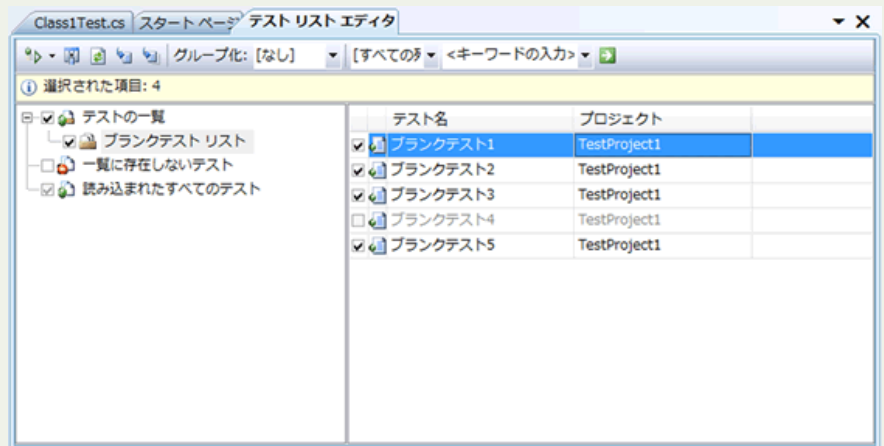 Class1Test.cs スタート ページ テスト リスト エディタ
グループ化: [なし] [すべての列 <キーワードの入力>
選択された項目: 4
テストの一覧
ブランクテスト リスト
一覧に存在しないテスト
読み込まれたすべてのテスト
テスト名 プロジェクト
ブランクテスト1 TestProject1
ブランクテスト2 TestProject1
ブランクテスト3 TestProject1
ブランクテスト4 TestProject1
ブランクテスト5 TestProject1